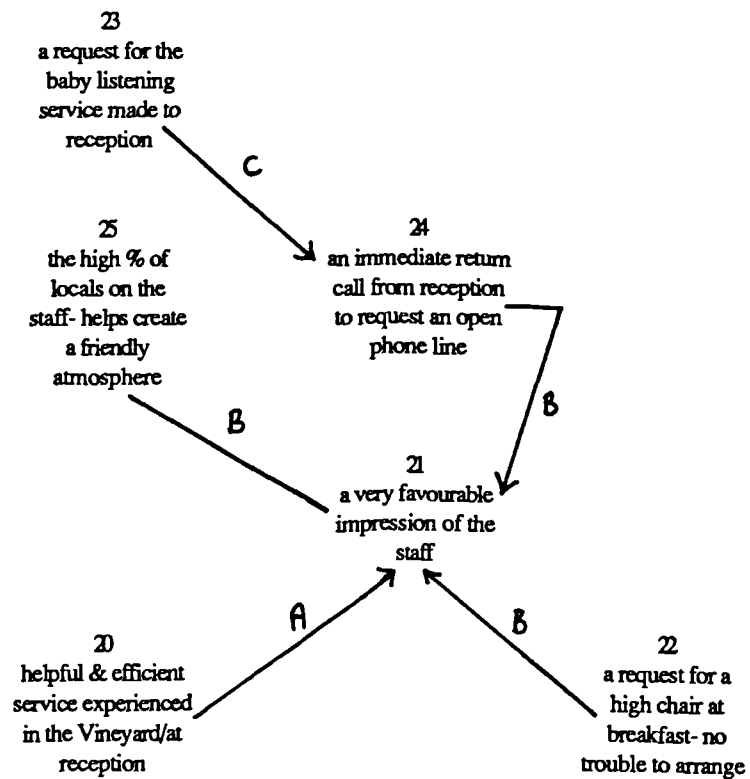 23
a request for the
baby listening
service made to
reception
C
25
the high % of
locals on the
staff- helps create
a friendly
atmosphere
24
an immediate return
call from reception
to request an open
phone line
B
B
21
a very favourable
impression of the
staff
A
B
20
helpful & efficient
service experienced
in the Vineyard/at
reception
22
a request for a
high chair at
breakfast- no
trouble to arrange